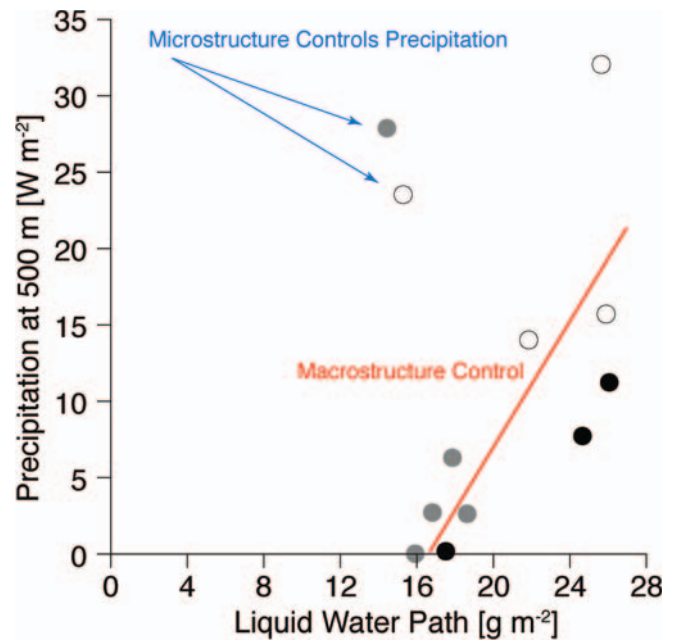 Microstructure Controls Precipitation
Macrostructure Control
Precipitation at 500 m [W m⁻²]
35
30
25
20
15
10
5
0
0 4 8 12 16 20 24 28
Liquid Water Path [g m⁻²]